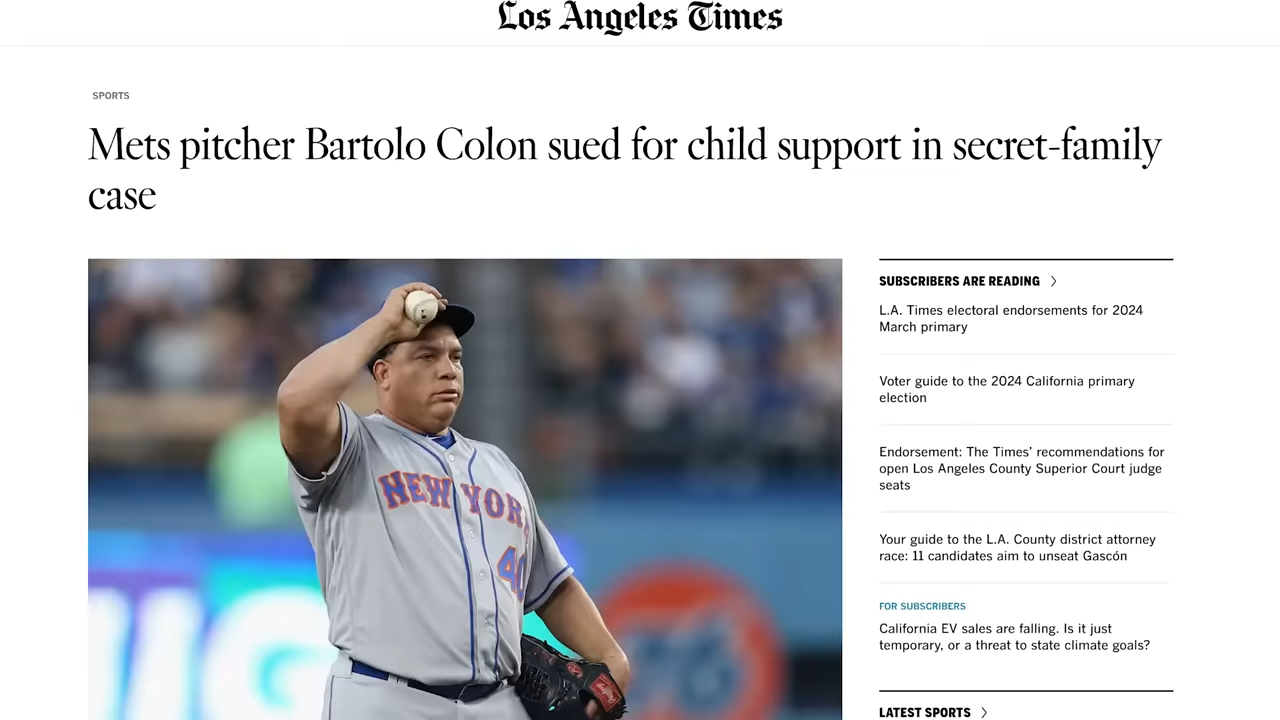 Los Angeles Times
SPORTS
Mets pitcher Bartolo Colon sued for child support in secret-family
case
SUBSCRIBERS ARE READING
L.A. Times electoral endorsements for 2024
March primary
Voter guide to the 2024 California primary
election
Endorsement: The Times’ recommendations for
open Los Angeles County Superior Court judge
seats
Your guide to the L.A. County district attorney
race: 11 candidates aim to unseat Gascón
FOR SUBSCRIBERS
California EV sales are falling. Is it just
temporary, or a threat to state climate goals?
LATEST SPORTS
NEW YORK
40
76